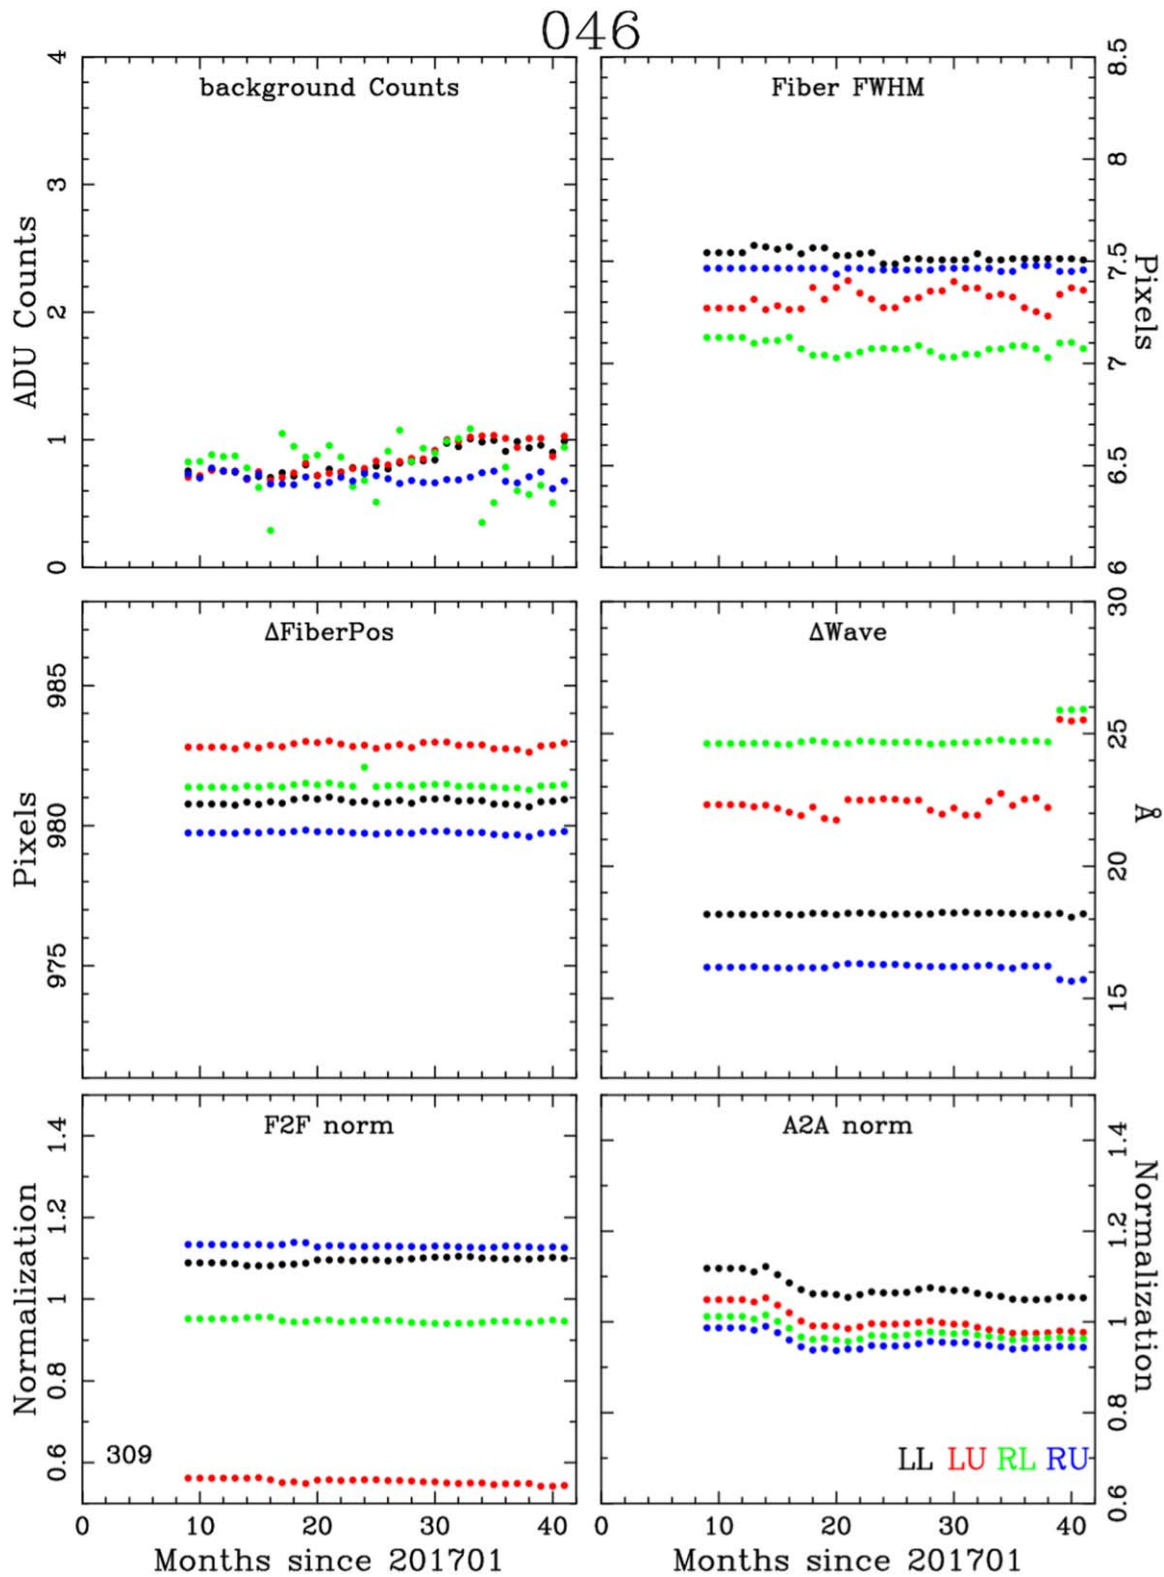 046
background Counts
Fiber FWHM
4
3
2
1
0
ADU Counts
8.5
8
7.5
7
6.5
6
Pixels
ΔFiberPos
ΔWave
985
980
975
Pixels
30
25
20
15
Å
F2F norm
A2A norm
1.4
1.2
1
0.8
0.6
Normalization
1.4
1.2
1
0.8
0.6
Normalization
309
LL LU RL RU
0 10 20 30 40
0 10 20 30 40
Months since 201701
Months since 201701